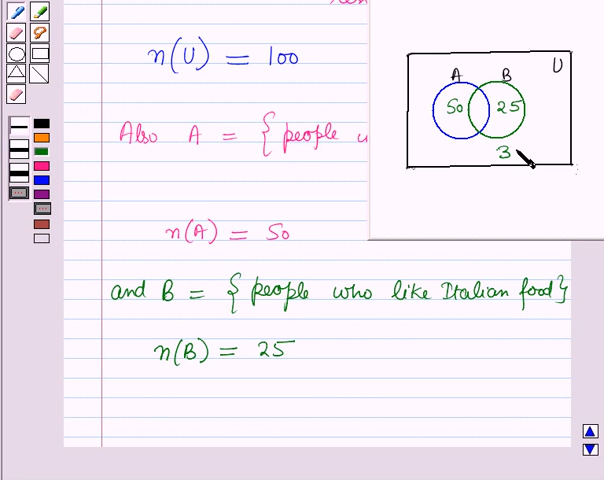 n(U) = 100
Also A = { people
n(A) = 50
and B = { people who like Italian food }
n(B) = 25
U
A B
50 25
3